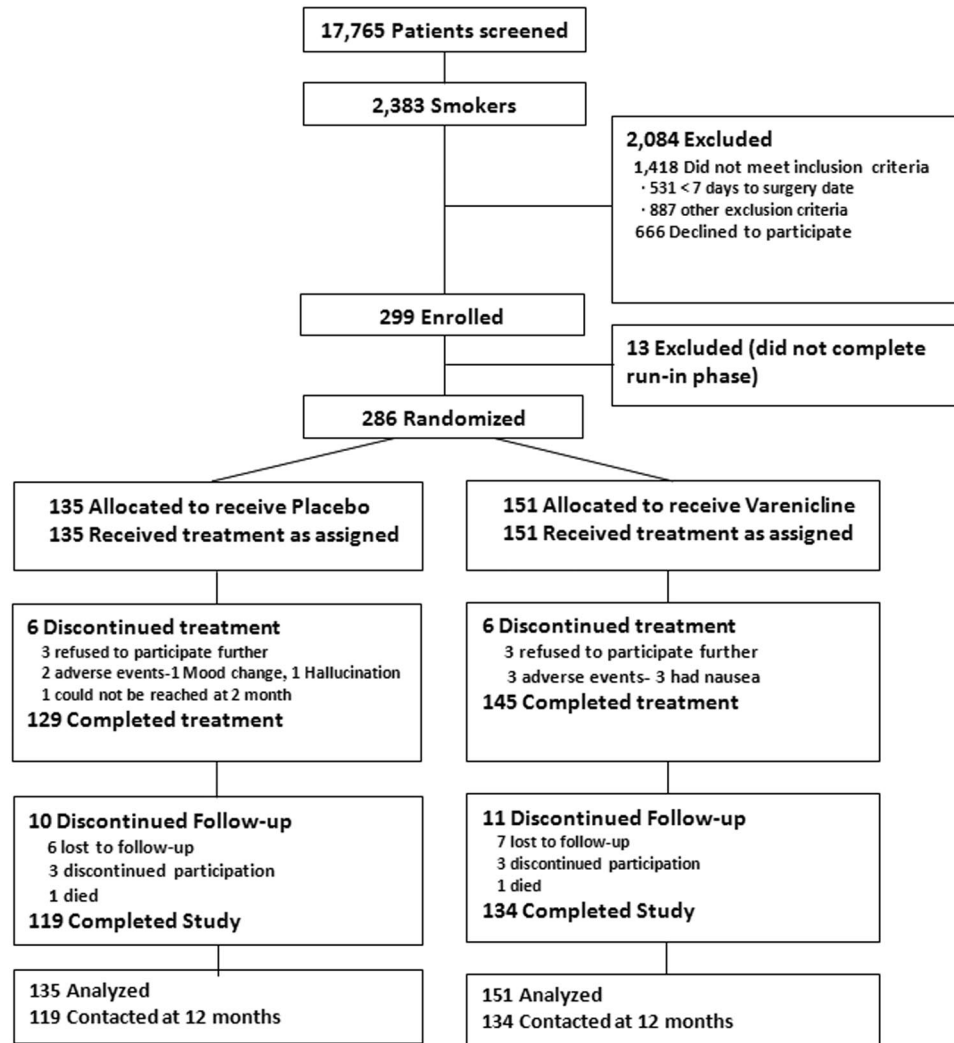 17,765 Patients screened
2,383 Smokers
2,084 Excluded
1,418 Did not meet inclusion criteria
· 531 < 7 days to surgery date
· 887 other exclusion criteria
666 Declined to participate
299 Enrolled
13 Excluded (did not complete
run-in phase)
286 Randomized
135 Allocated to receive Placebo
135 Received treatment as assigned
151 Allocated to receive Varenicline
151 Received treatment as assigned
6 Discontinued treatment
3 refused to participate further
2 adverse events-1 Mood change, 1 Hallucination
1 could not be reached at 2 month
129 Completed treatment
6 Discontinued treatment
3 refused to participate further
3 adverse events- 3 had nausea
145 Completed treatment
10 Discontinued Follow-up
6 lost to follow-up
3 discontinued participation
1 died
119 Completed Study
11 Discontinued Follow-up
7 lost to follow-up
3 discontinued participation
1 died
134 Completed Study
135 Analyzed
119 Contacted at 12 months
151 Analyzed
134 Contacted at 12 months